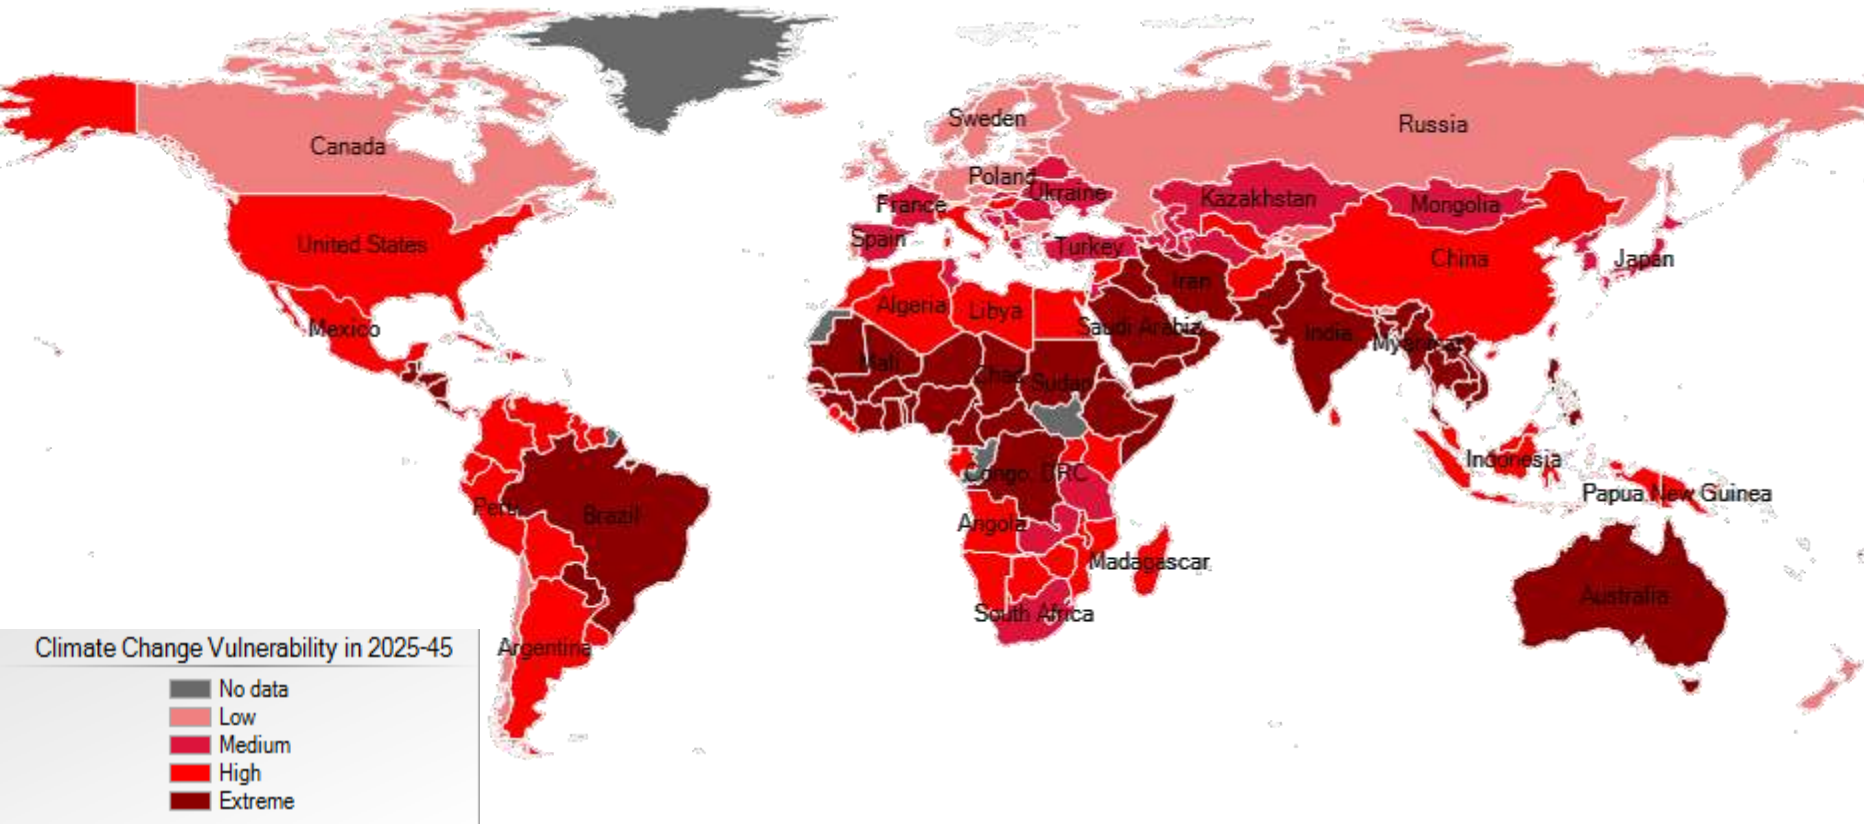 Sweden
Russia
Canada
Poland
Ukraine
Kazakhstan
France
Mongolia
Spain
United States
Turkey
China
Japan
Iran
Algeria
Libya
Mexico
Saudi Arabia
India
Myanmar
Mali
Chad
Sudan
Indonesia
Congo DRC
Papua New Guinea
Peru
Brazil
Angola
Madagascar
Australia
South Africa
Argentina
Climate Change Vulnerability in 2025-45
No data
Low
Medium
High
Extreme